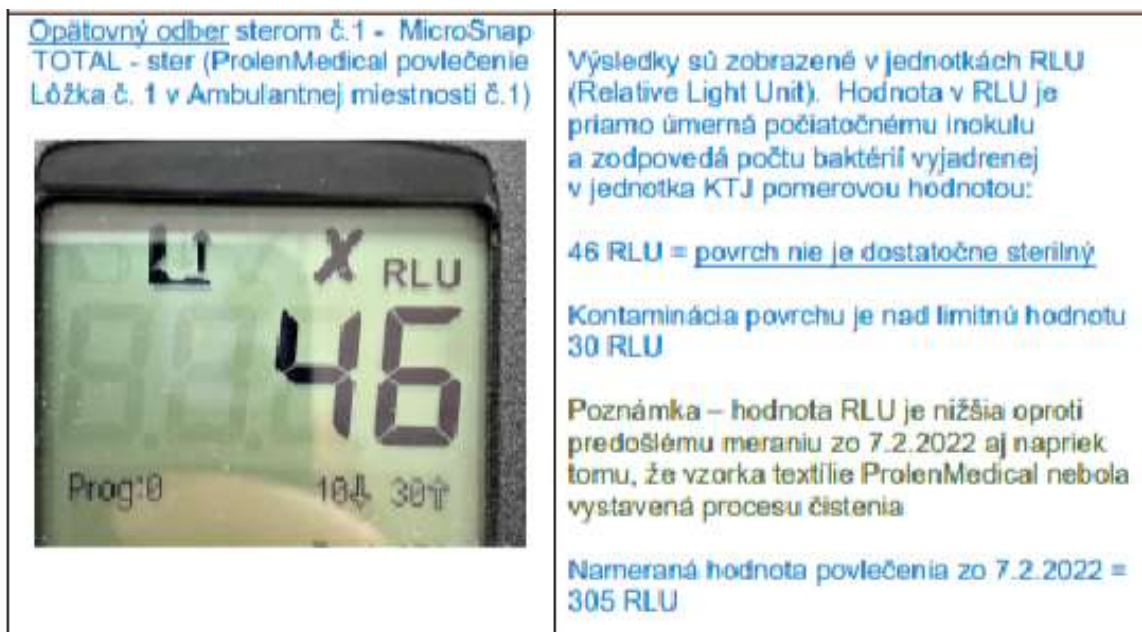 Opätovný odber sterom č.1 - MicroSnap
TOTAL - ster (ProlenMedical povlečenie
Lôžka č. 1 v Ambulantnej miestnosti č.1)
RLU
46
Prog:0 10⇩ 30⇧
Výsledky sú zobrazené v jednotkách RLU
(Relative Light Unit). Hodnota v RLU je
priamo úmerná počiatočnému inokulu
a zodpovedá počtu baktérií vyjadrenej
v jednotka KTJ pomerovou hodnotou:
46 RLU = povrch nie je dostatočne sterilný
Kontaminácia povrchu je nad limitnú hodnotu
30 RLU
Poznámka – hodnota RLU je nižšia oproti
predošlému meraniu zo 7.2.2022 aj napriek
tomu, že vzorka textílie ProlenMedical nebola
vystavená procesu čistenia
Nameraná hodnota povlečenia zo 7.2.2022 =
305 RLU